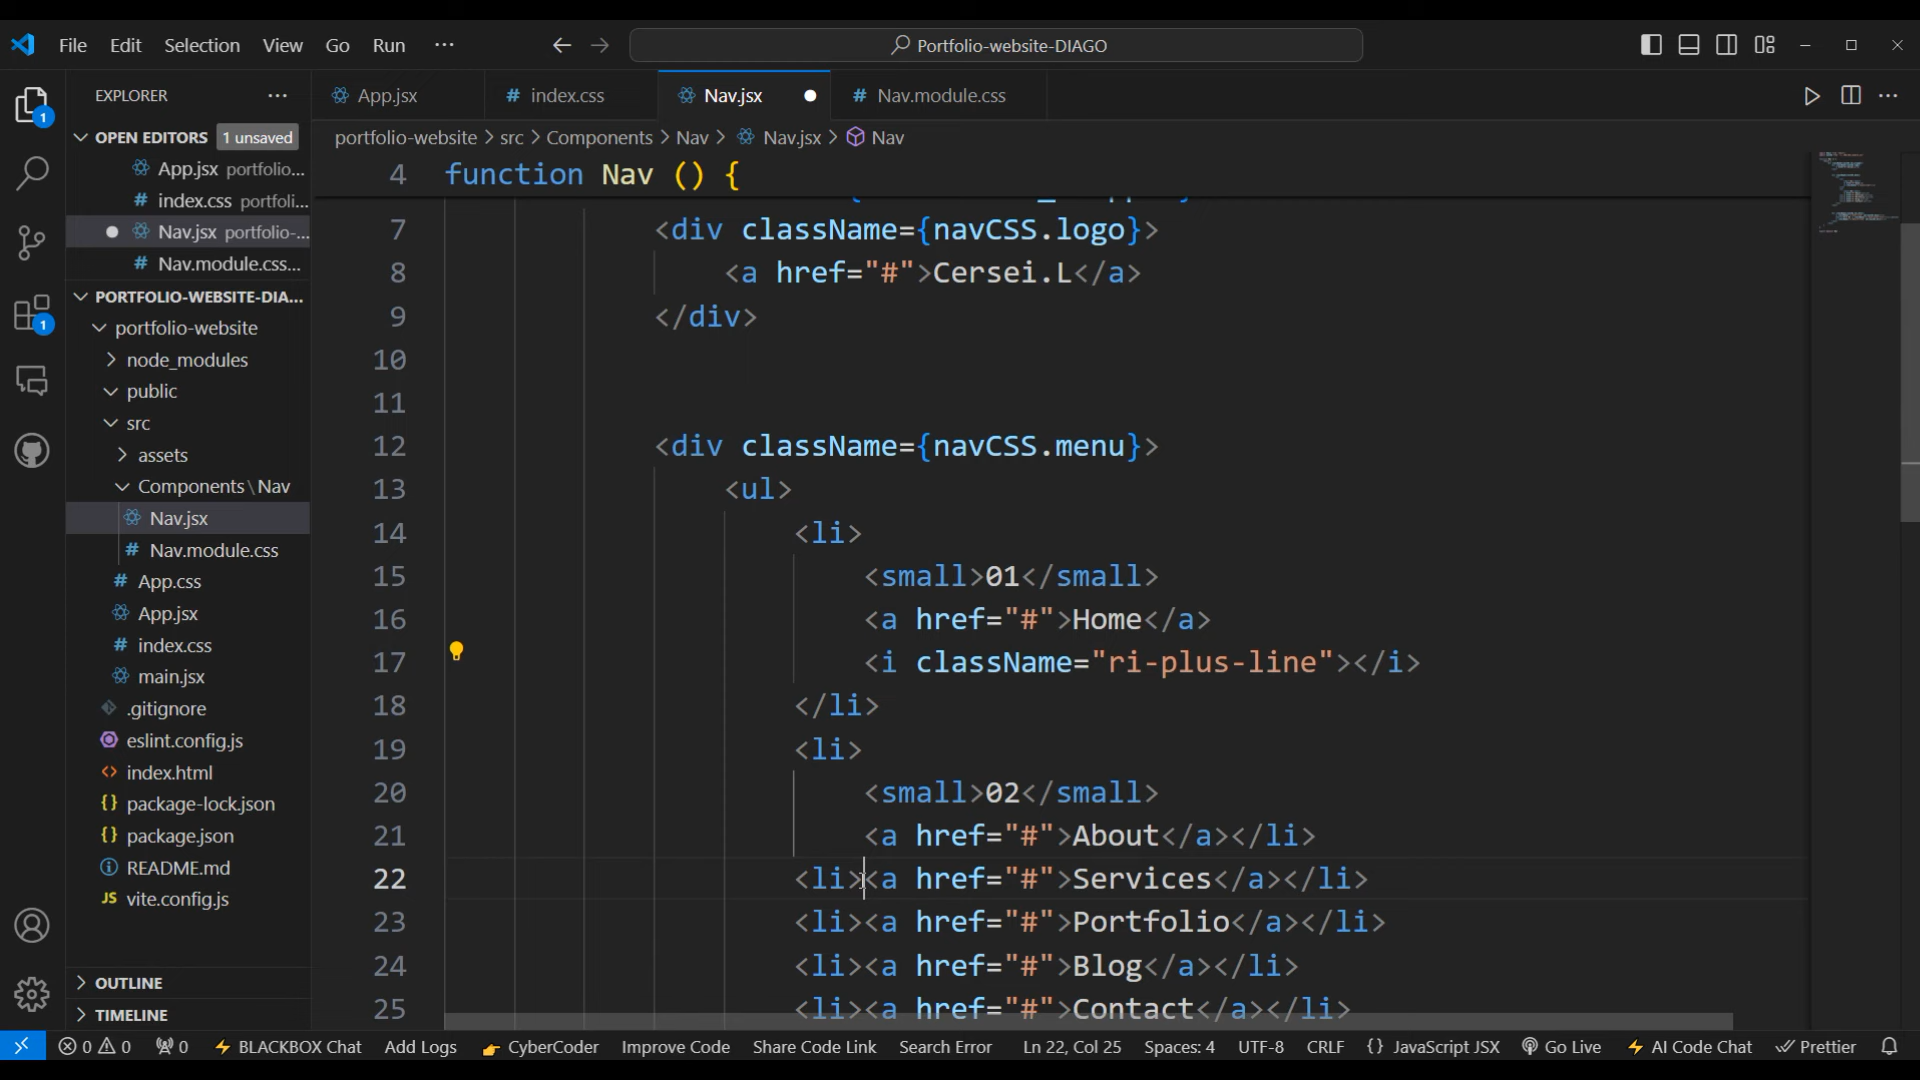 File Edit Selection View Go Run ··· Portfolio-website-DIAGO
EXPLORER ···
App.jsx index.css Nav.jsx Nav.module.css
OPEN EDITORS 1 unsaved
App.jsx portfolio...
index.css portfoli...
Nav.jsx portfolio-...
Nav.module.css...
PORTFOLIO-WEBSITE-DIA...
portfolio-website
node_modules
public
src
assets
Components\Nav
Nav.jsx
Nav.module.css
App.css
App.jsx
index.css
main.jsx
.gitignore
eslint.config.js
index.html
package-lock.json
package.json
README.md
vite.config.js
OUTLINE
TIMELINE
1
1
portfolio-website > src > Components > Nav > Nav.jsx > Nav
4 function Nav () {
7 <div className={navCSS.logo}>
8 <a href="#">Cersei.L</a>
9 </div>
10
11
12 <div className={navCSS.menu}>
13 <ul>
14 <li>
15 <small>01</small>
16 <a href="#">Home</a>
17 <i className="ri-plus-line"></i>
18 </li>
19 <li>
20 <small>02</small>
21 <a href="#">About</a></li>
22 <li><a href="#">Services</a></li>
23 <li><a href="#">Portfolio</a></li>
24 <li><a href="#">Blog</a></li>
25 <li><a href="#">Contact</a></li>
0 0 0 BLACKBOX Chat Add Logs CyberCoder Improve Code Share Code Link Search Error Ln 22, Col 25 Spaces: 4 UTF-8 CRLF {} JavaScript JSX Go Live AI Code Chat Prettier